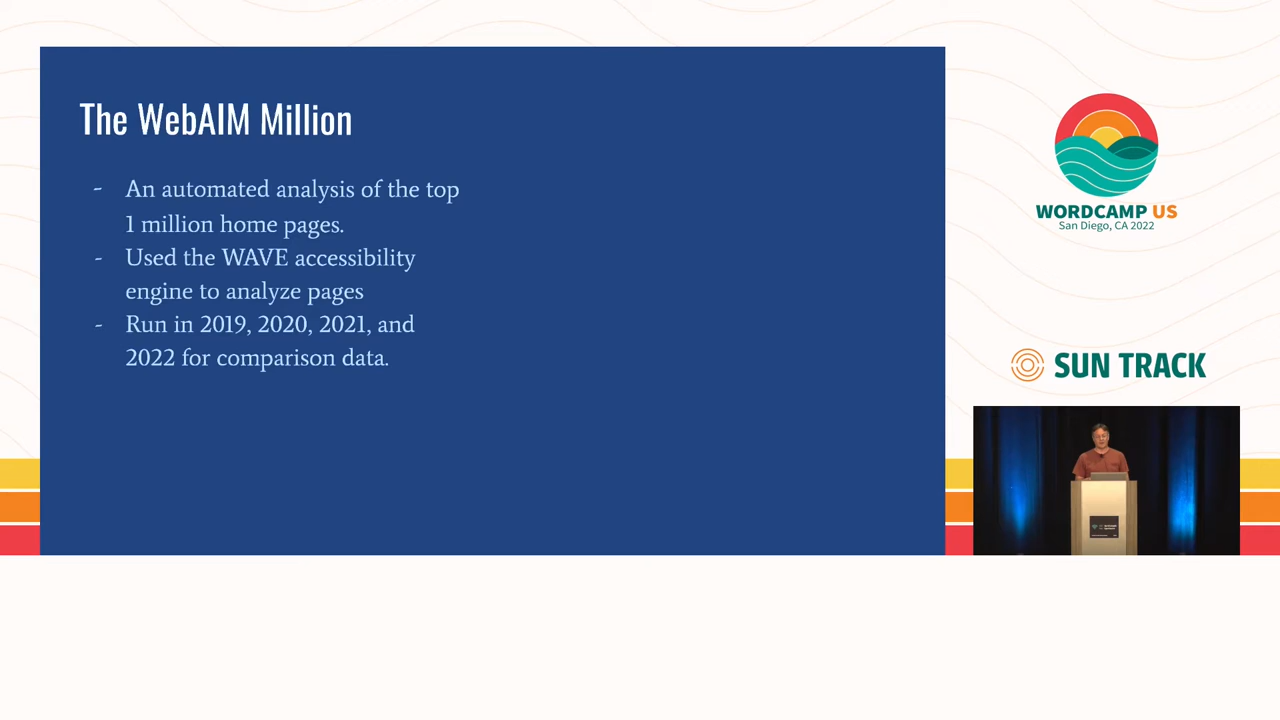 The WebAIM Million
- An automated analysis of the top
1 million home pages.
- Used the WAVE accessibility
engine to analyze pages
- Run in 2019, 2020, 2021, and
2022 for comparison data.
WORDCAMP US
San Diego, CA 2022
SUN TRACK